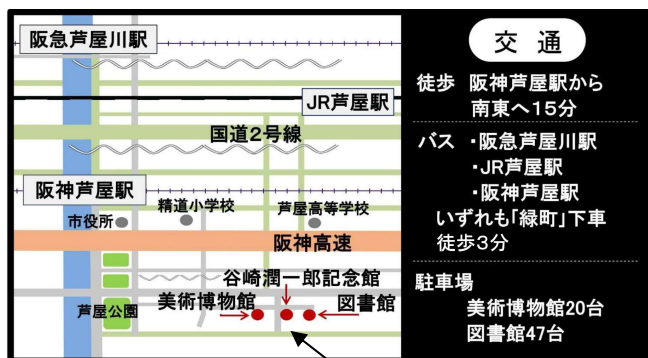 阪急芦屋川駅
JR芦屋駅
国道2号線
阪神芦屋駅
市役所
精道小学校
芦屋高等学校
阪神高速
谷崎潤一郎記念館
芦屋公園
美術博物館
図書館
交 通
徒歩 阪神芦屋駅から
南東へ15分
バス ・阪急芦屋川駅
・JR芦屋駅
・阪神芦屋駅
いずれも「緑町」下車
徒歩3分
駐車場
美術博物館20台
図書館47台